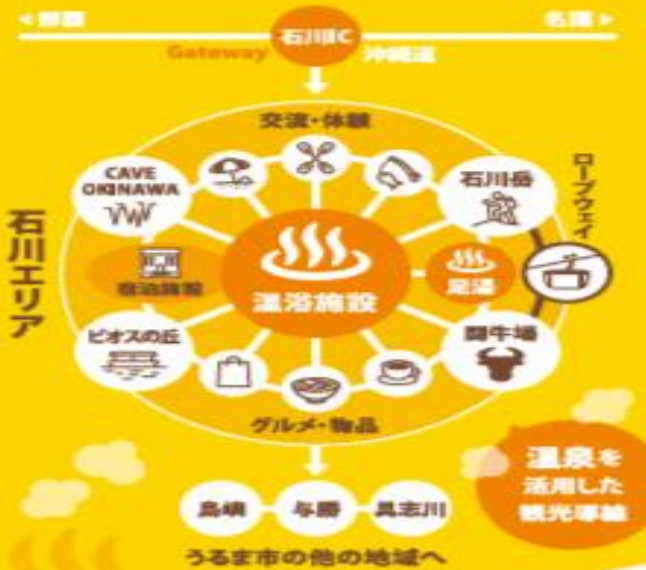 ◀那覇
名護▶
石川IC
Gateway
沖縄道
交流・体験
CAVE
OKINAWA
石川岳
ロープウェイ
石川エリア
宿泊施設
温浴施設
足湯
ビオスの丘
闘牛場
グルメ・物品
温泉を
活用した
観光導線
島嶼
与勝
具志川
うるま市の他の地域へ